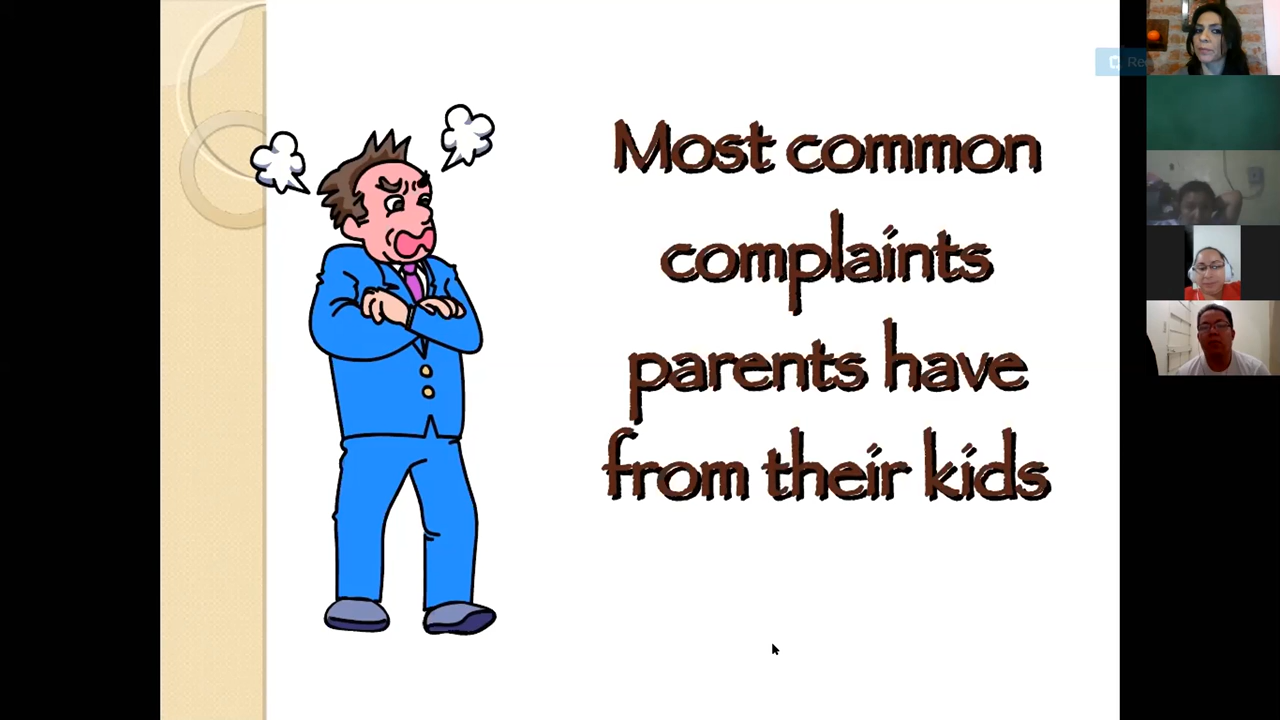 Most common
complaints
parents have
from their kids